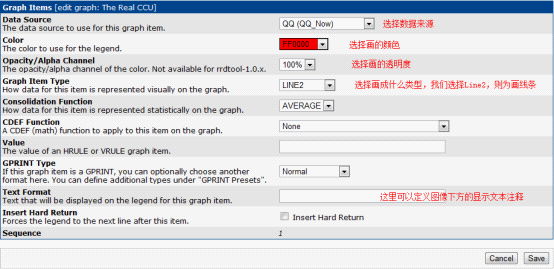 Graph Items [edit graph: The Real CCU]
Data Source
The data source to use for this graph item.
QQ (QQ_Now)
选择数据来源
Color
The color to use for the legend.
FF0000
选择画的颜色
Opacity/Alpha Channel
The opacity/alpha channel of the color. Not available for rrdtool-1.0.x.
100%
选择画的透明度
Graph Item Type
How data for this item is represented visually on the graph.
LINE2
选择画成什么类型，我们选择Line2，则为画线条
Consolidation Function
How data for this item is represented statistically on the graph.
AVERAGE
CDEF Function
A CDEF (math) function to apply to this item on the graph.
None
Value
The value of an HRULE or VRULE graph item.
GPRINT Type
If this graph item is a GPRINT, you can optionally choose another
format here. You can define additional types under "GPRINT Presets".
Normal
Text Format
Text that will be displayed on the legend for this graph item.
这里可以定义图像下方的显示文本注释
Insert Hard Return
Forces the legend to the next line after this item.
Insert Hard Return
Sequence
1
Cancel
Save